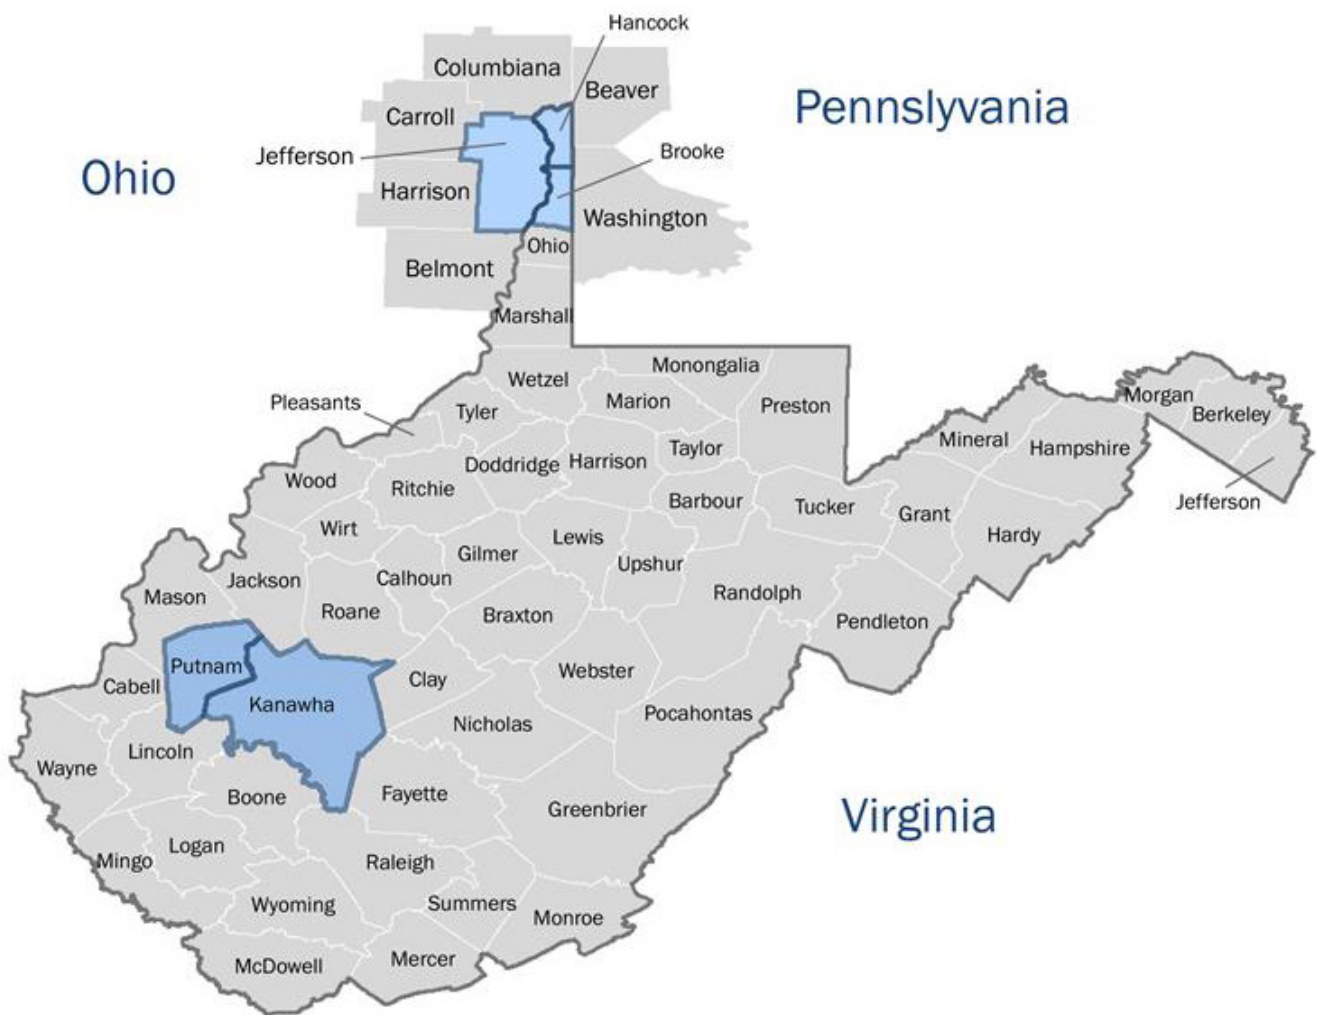 Hancock
Columbiana
Beaver
Pennslyvania
Carroll
Jefferson
Brooke
Ohio
Harrison
Washington
Ohio
Belmont
Marshall
Monongalia
Wetzel
Morgan
Pleasants
Marion
Preston
Tyler
Berkeley
Mineral
Hampshire
Taylor
Doddridge
Harrison
Wood
Ritchie
Barbour
Jefferson
Tucker
Grant
Wirt
Lewis
Hardy
Gilmer
Upshur
Jackson
Calhoun
Randolph
Mason
Roane
Braxton
Pendleton
Putnam
Webster
Clay
Cabell
Kanawha
Pocahontas
Nicholas
Lincoln
Wayne
Fayette
Boone
Greenbrier
Virginia
Logan
Mingo
Raleigh
Summers
Wyoming
Monroe
Mercer
McDowell